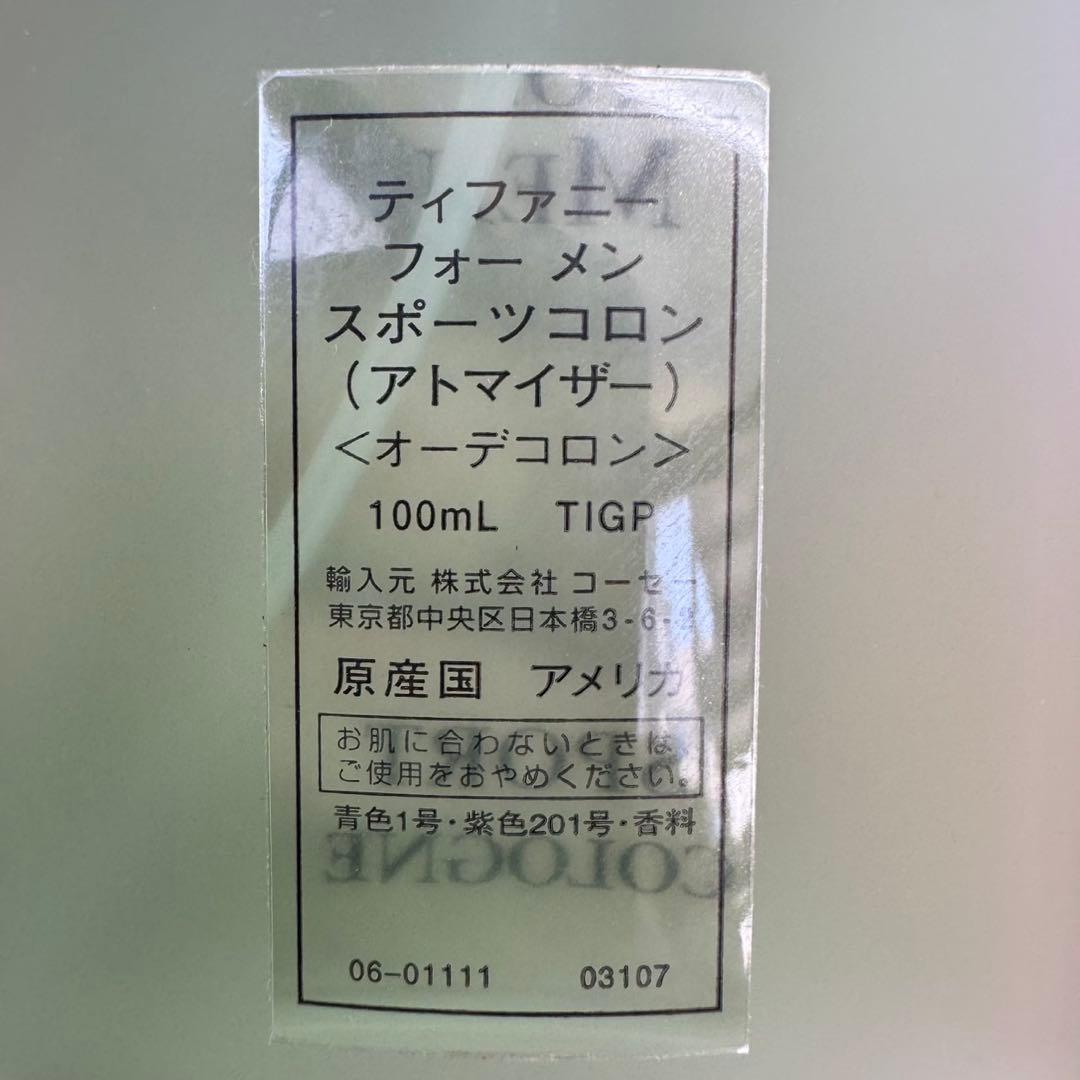 ティファニー
フォー メン
スポーツコロン
(アトマイザー)
<オーデコロン>
100mL TIGP
輸入元 株式会社 コーセー
東京都中央区日本橋3-6-2
原産国 アメリカ
お肌に合わないときは、
ご使用をおやめください。
青色1号・紫色201号・香料
COLOGNE
06-01111 03107